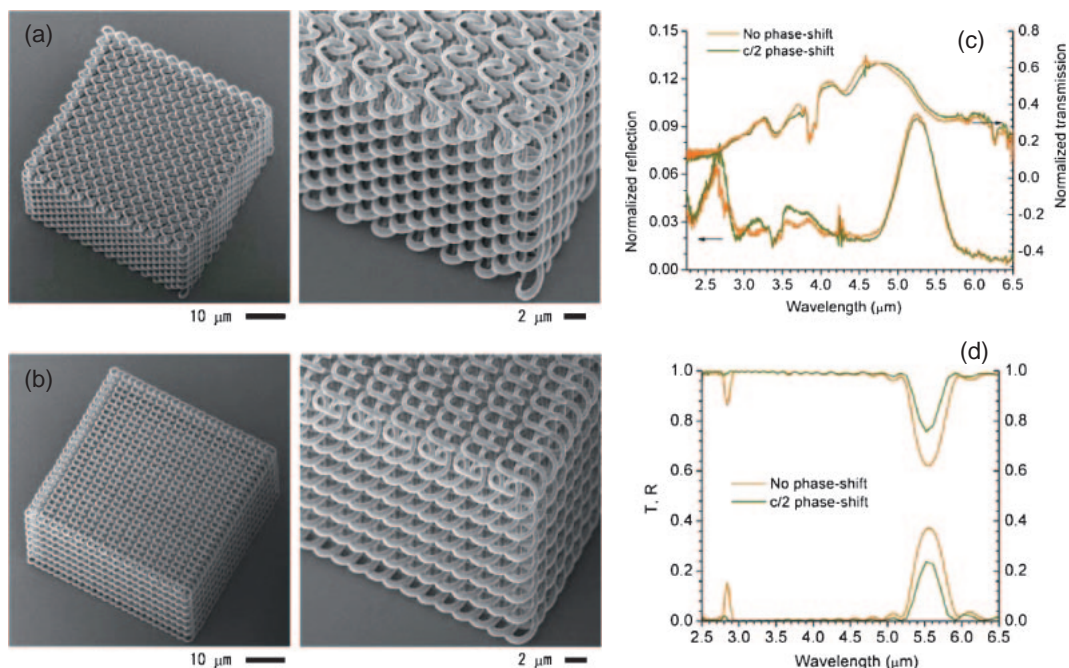 (a)
10 μm
2 μm
(b)
10 μm
2 μm
(c)
No phase-shift
c/2 phase-shift
0.15
0.12
0.09
0.06
0.03
0.00
Normalized reflection
0.8
0.6
0.4
0.2
0.0
-0.2
-0.4
Normalized transmission
2.5 3.0 3.5 4.0 4.5 5.0 5.5 6.0 6.5
Wavelength (μm)
(d)
1.0
0.8
0.6
0.4
0.2
0.0
T. R
No phase-shift
c/2 phase-shift
1.0
0.8
0.6
0.4
0.2
0.0
2.5 3.0 3.5 4.0 4.5 5.0 5.5 6.0 6.5
Wavelength (μm)